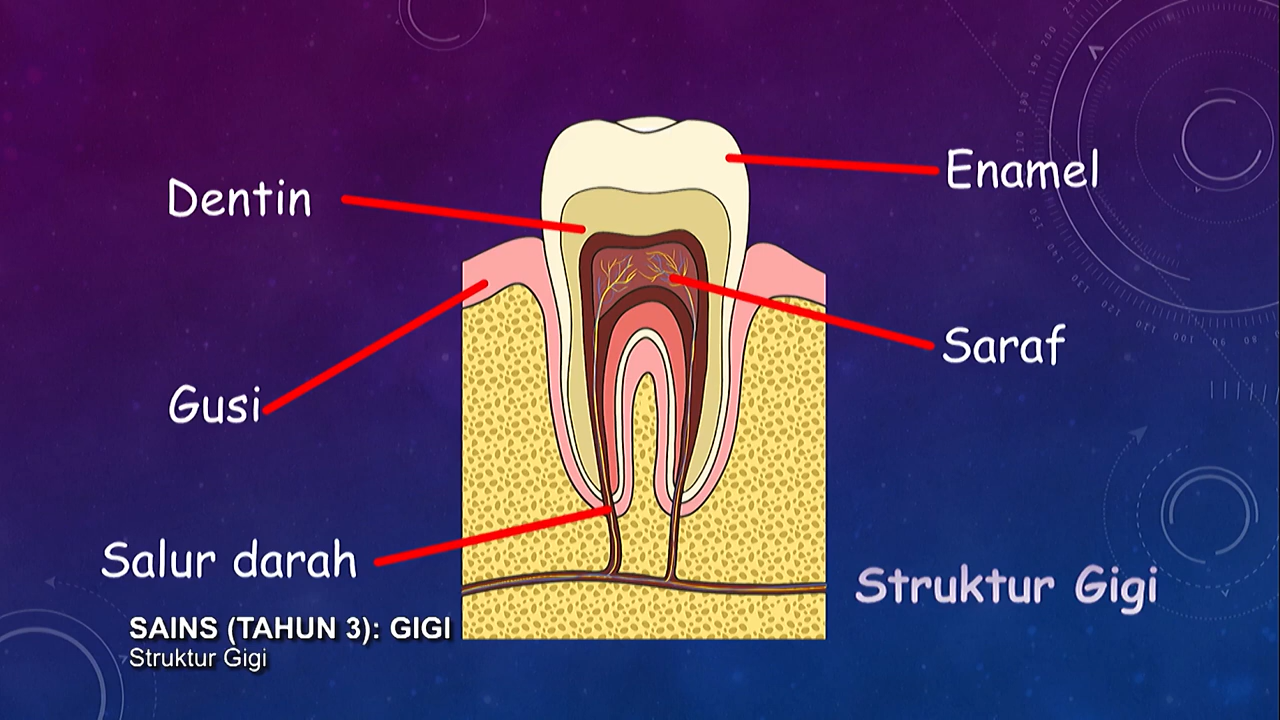 Enamel
Dentin
Saraf
Gusi
Salur darah
Struktur Gigi
SAINS (TAHUN 3): GIGI
Struktur Gigi